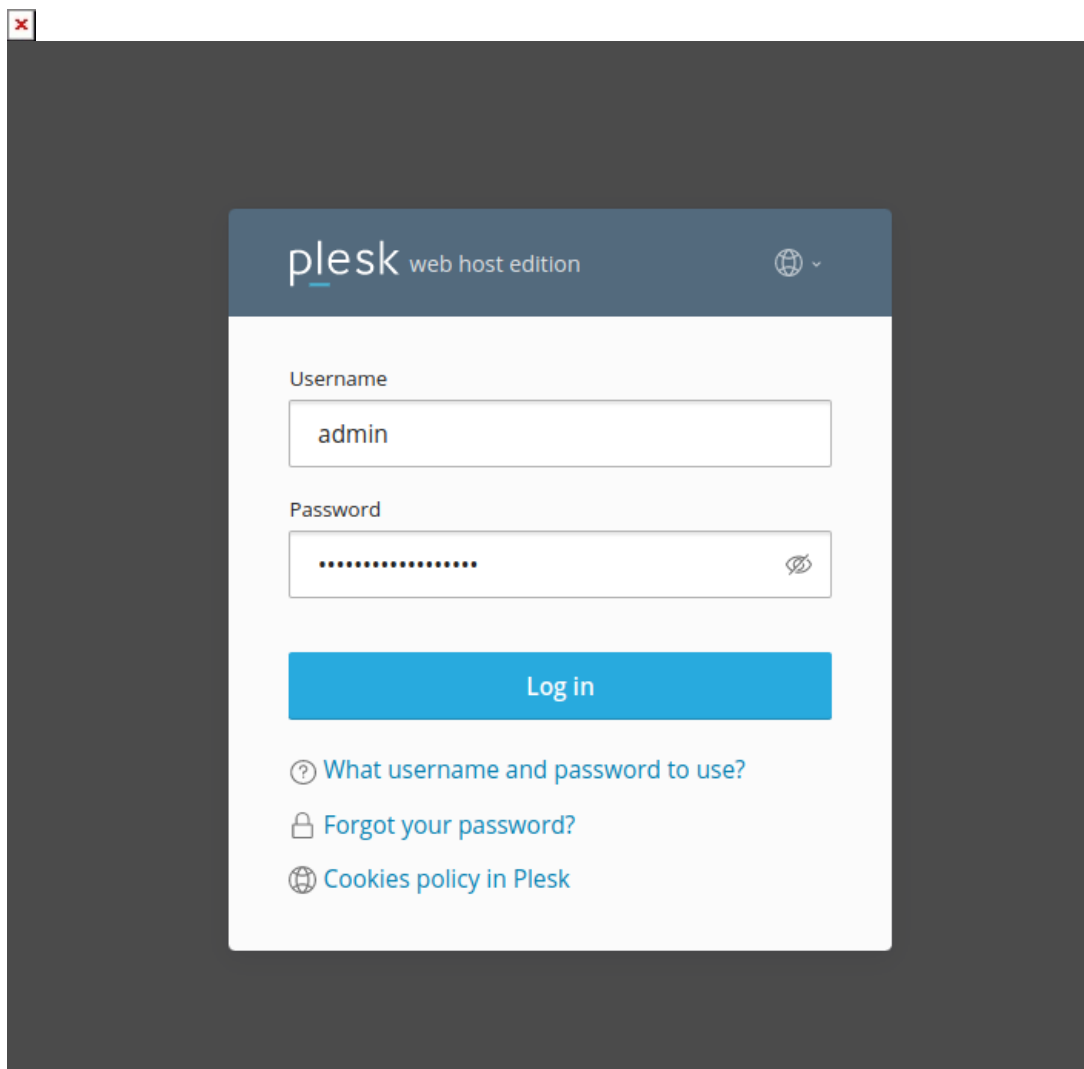 plesk web host edition
Username
admin
Password
••••••••••••••••••
Log in
What username and password to use?
Forgot your password?
Cookies policy in Plesk